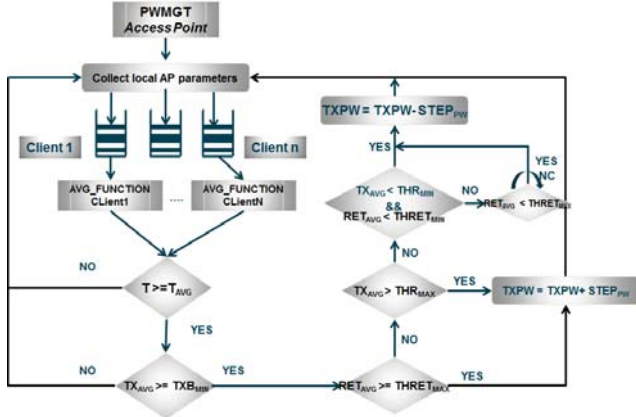 PWMGT
AccessPoint
Collect local AP parameters
Client 1
Client n
AVG_FUNCTION
CLient1
....
AVG_FUNCTION
CLientN
NO
T>=TAVG
YES
NO
TXAVG >= TXBMIN
YES
RETAVG >= THRETMAX
YES
NO
TXAVG > THRMAX
YES
TXPW = TXPW+ STEPPW
NO
TXAVG < THRMIN
&&
RETAVG < THRETMIN
NO
RETAVG < THRETMAX
YES
NC
YES
TXPW = TXPW- STEPPW